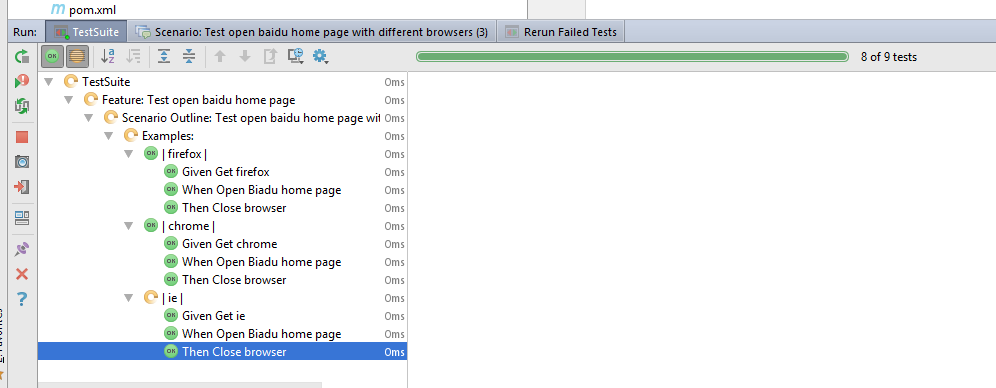 m pom.xml
Run: TestSuite Scenario: Test open baidu home page with different browsers (3) Rerun Failed Tests
OK 8 of 9 tests
TestSuite 0ms
Feature: Test open baidu home page 0ms
Scenario Outline: Test open baidu home page wit 0ms
Examples: 0ms
OK | firefox | 0ms
OK Given Get firefox 0ms
OK When Open Biadu home page 0ms
OK Then Close browser 0ms
OK | chrome | 0ms
OK Given Get chrome 0ms
OK When Open Biadu home page 0ms
OK Then Close browser 0ms
| ie | 0ms
OK Given Get ie 0ms
OK When Open Biadu home page 0ms
OK Then Close browser 0ms